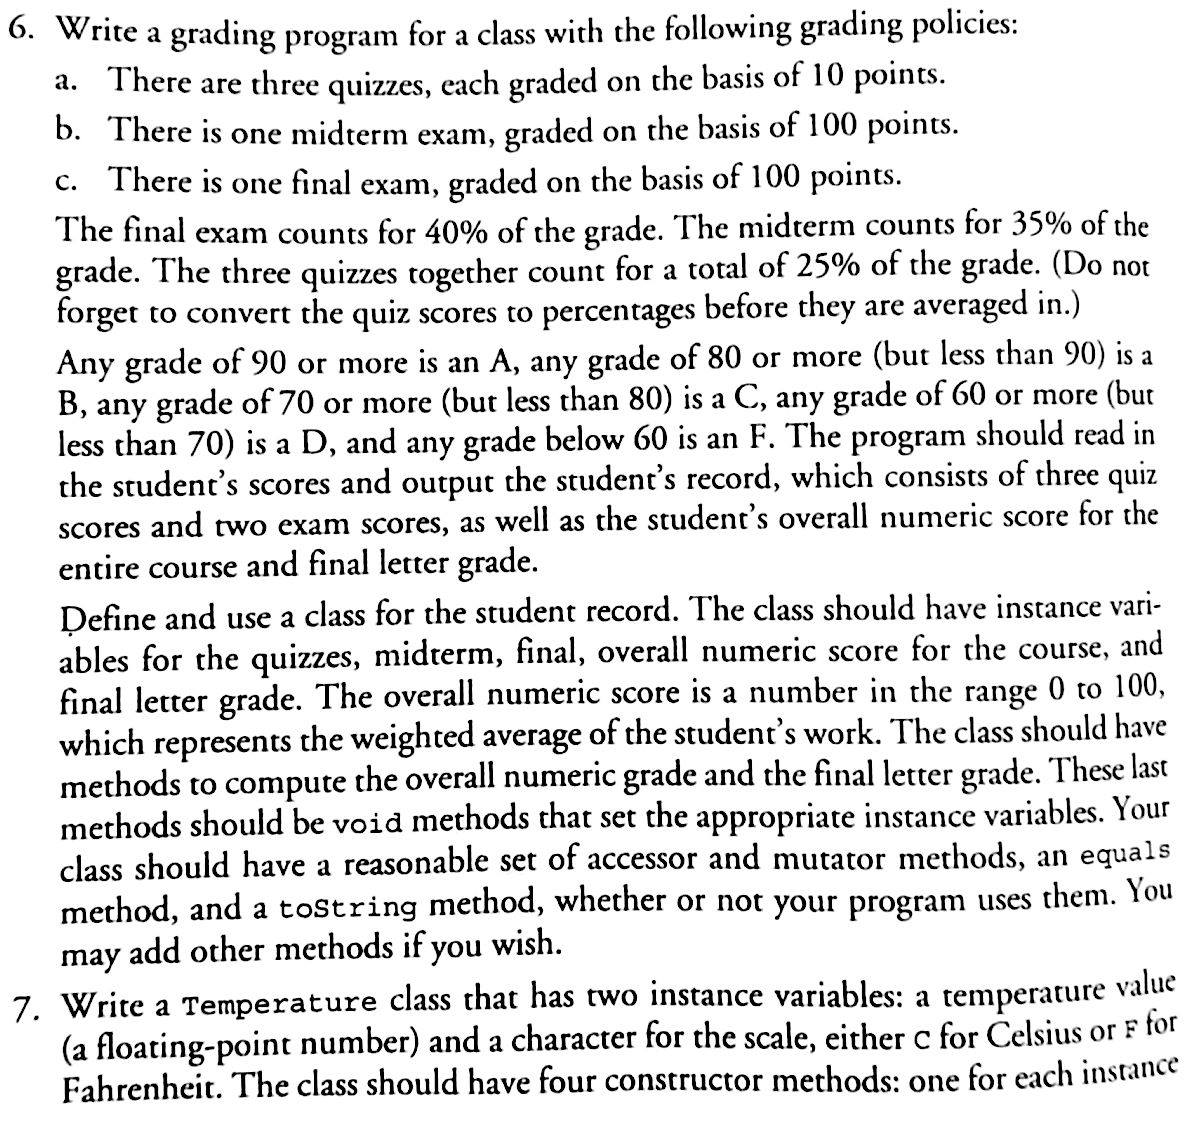 6. Write a grading program for a class with the following grading policies:
a. There are three quizzes, each graded on the basis of 10 points.
b. There is one midterm exam, graded on the basis of 100 points.
c. There is one final exam, graded on the basis of 100 points.
The final exam counts for 40% of the grade. The midterm counts for 35% of the
grade. The three quizzes together count for a total of 25% of the grade. (Do not
forget to convert the quiz scores to percentages before they are averaged in.)
Any grade of 90 or more is an A, any grade of 80 or more (but less than 90) is a
B, any grade of 70 or more (but less than 80) is a C, any grade of 60 or more (but
less than 70) is a D, and any grade below 60 is an F. The program should read in
the student's scores and output the student's record, which consists of three quiz
scores and two exam scores, as well as the student's overall numeric score for the
entire course and final letter grade.
Define and use a class for the student record. The class should have instance vari-
ables for the quizzes, midterm, final, overall numeric score for the course, and
final letter grade. The overall numeric score is a number in the range 0 to 100,
which represents the weighted average of the student's work. The class should have
methods to compute the overall numeric grade and the final letter grade. These last
methods should be void methods that set the appropriate instance variables. Your
class should have a reasonable set of accessor and mutator methods, an equals
method, and a toString method, whether or not your program uses them. You
may add other methods if you wish.
7. Write a Temperature class that has two instance variables: a temperature value
(a floating-point number) and a character for the scale, either C for Celsius or F for
Fahrenheit. The class should have four constructor methods: one for each instance